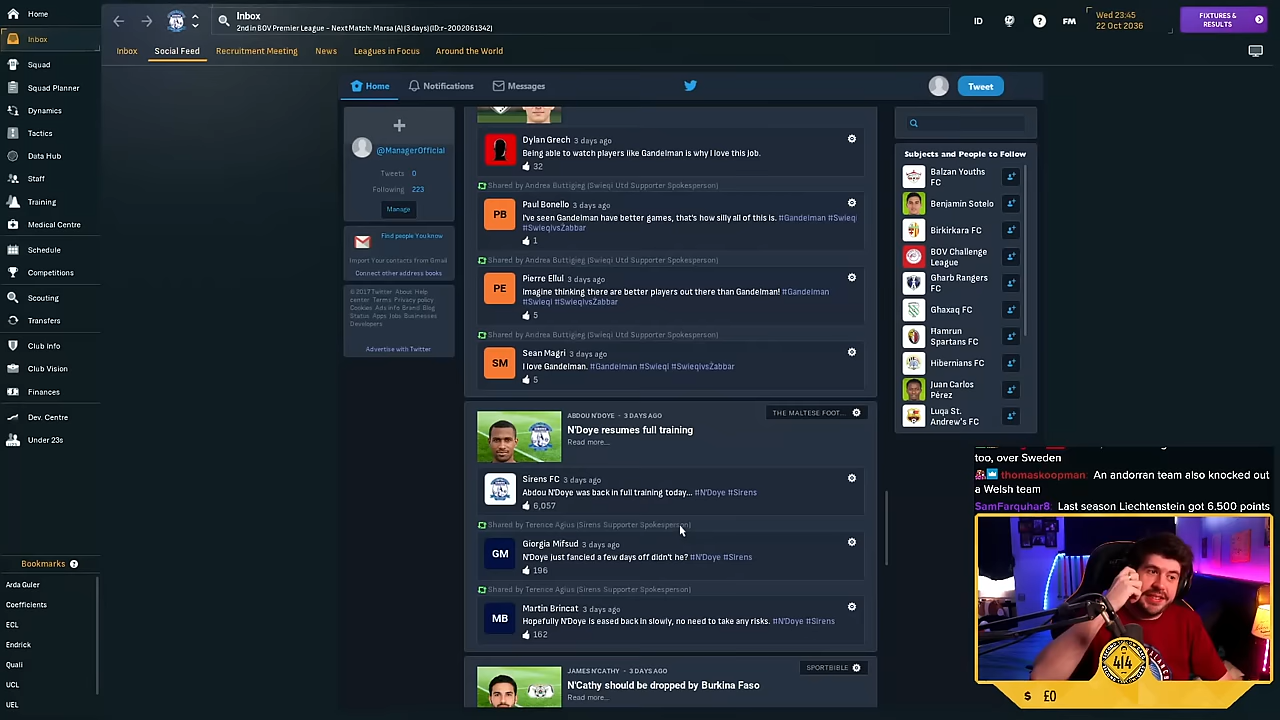 Home
Inbox
Squad
Squad Planner
Dynamics
Tactics
Data Hub
Staff
Training
Medical Centre
Schedule
Competitions
Scouting
Transfers
Club Info
Club Vision
Finances
Dev. Centre
Under 23s
Bookmarks ?
Arda Guler
Coefficients
ECL
Endrick
Quali
UCL
UEL
Inbox
2nd in BOV Premier League - Next Match: Marsa (A) (3 days) (ID:r-2002061342)
ID
?
FM
Wed 23:45
22 Oct 2036
FIXTURES &
RESULTS
Inbox
Social Feed
Recruitment Meeting
News
Leagues in Focus
Around the World
Home
Notifications
Messages
Tweet
@ManagerOfficial
Tweets 0
Following 223
Manage
Find people You know
Import Your contacts from Gmail
Connect other address books
© 2017 Twitter About Help
center Terms Privacy policy
Cookies Ads info Brand Blog
Status Apps Jobs Businesses
Developers
Advertise with Twitter
Dylan Grech 3 days ago
Being able to watch players like Gandelman is why I love this job.
32
Shared by Andrea Buttigieg (Swieqi Utd Supporter Spokesperson)
PB
Paul Bonello 3 days ago
I've seen Gandelman have better games, that's how silly all of this is. #Gandelman #Swieqi
#SwieqivsŻabbar
1
Shared by Andrea Buttigieg (Swieqi Utd Supporter Spokesperson)
PE
Pierre Ellul 3 days ago
Imagine thinking there are better players out there than Gandelman! #Gandelman
#Swieqi #SwieqivsŻabbar
5
Shared by Andrea Buttigieg (Swieqi Utd Supporter Spokesperson)
SM
Sean Magri 3 days ago
I love Gandelman. #Gandelman #Swieqi #SwieqivsŻabbar
5
ABDOU N'DOYE - 3 DAYS AGO
THE MALTESE FOOT...
N'Doye resumes full training
Read more...
Sirens FC 3 days ago
Abdou N'Doye was back in full training today... #N'Doye #Sirens
6,057
Shared by Terence Agius (Sirens Supporter Spokesperson)
GM
Giorgia Mifsud 3 days ago
N'Doye just fancied a few days off didn't he? #N'Doye #Sirens
196
Shared by Terence Agius (Sirens Supporter Spokesperson)
MB
Martin Brincat 3 days ago
Hopefully N'Doye is eased back in slowly, no need to take any risks. #N'Doye #Sirens
162
JAMES N'CATHY - 3 DAYS AGO
SPORTBIBLE
N'Cathy should be dropped by Burkina Faso
Read more...
Subjects and People to Follow
Balzan Youths
FC
Benjamin Sotelo
Birkirkara FC
BOV Challenge
League
Gharb Rangers
FC
Ghaxaq FC
Hamrun
Spartans FC
Hibernians FC
Juan Carlos
Pérez
Luqa St.
Andrew's FC
too, over Sweden
thomaskoopman: An andorran team also knocked out
a Welsh team
SamFarquhar8: Last season Liechtenstein got 6.500 points
4|4
$ £0